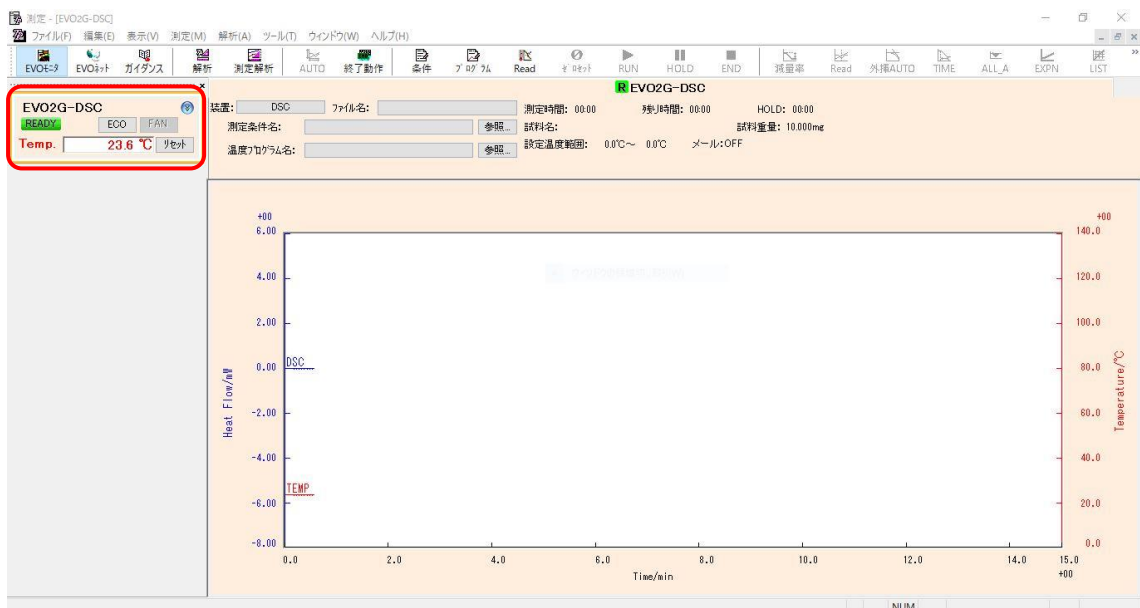 測定 - [EVO2G-DSC]
ファイル(F) 編集(E) 表示(V) 測定(M) 解析(A) ツール(T) ウィンドウ(W) ヘルプ(H)
EVOﾓﾆﾀ EVOﾈｯﾄ ガイダンス 解析 測定解析 AUTO 終了動作 条件 ﾌﾟﾛｸﾞﾗﾑ Read ｾﾞﾛｾｯﾄ RUN HOLD END 減量率 Read 外挿AUTO TIME ALL_A EXPN LIST
R EVO2G-DSC
EVO2G-DSC
READY ECO FAN
Temp. 23.6 ℃ ﾘｾｯﾄ
装置: DSC ﾌｧｲﾙ名: 測定時間: 00:00 残り時間: 00:00 HOLD: 00:00
測定条件名: 参照... 試料名: 試料重量: 10.000mg
温度ﾌﾟﾛｸﾞﾗﾑ名: 参照... 設定温度範囲: 0.0℃～ 0.0℃ メール:OFF
+00 +00
6.00 140.0
4.00 120.0
2.00 100.0
DSC
0.00 80.0
Heat Flow/mW
Temperature/℃
-2.00 60.0
-4.00 40.0
TEMP
-6.00 20.0
-8.00 0.0
0.0 2.0 4.0 6.0 8.0 10.0 12.0 14.0 15.0
Time/min +00
NUM